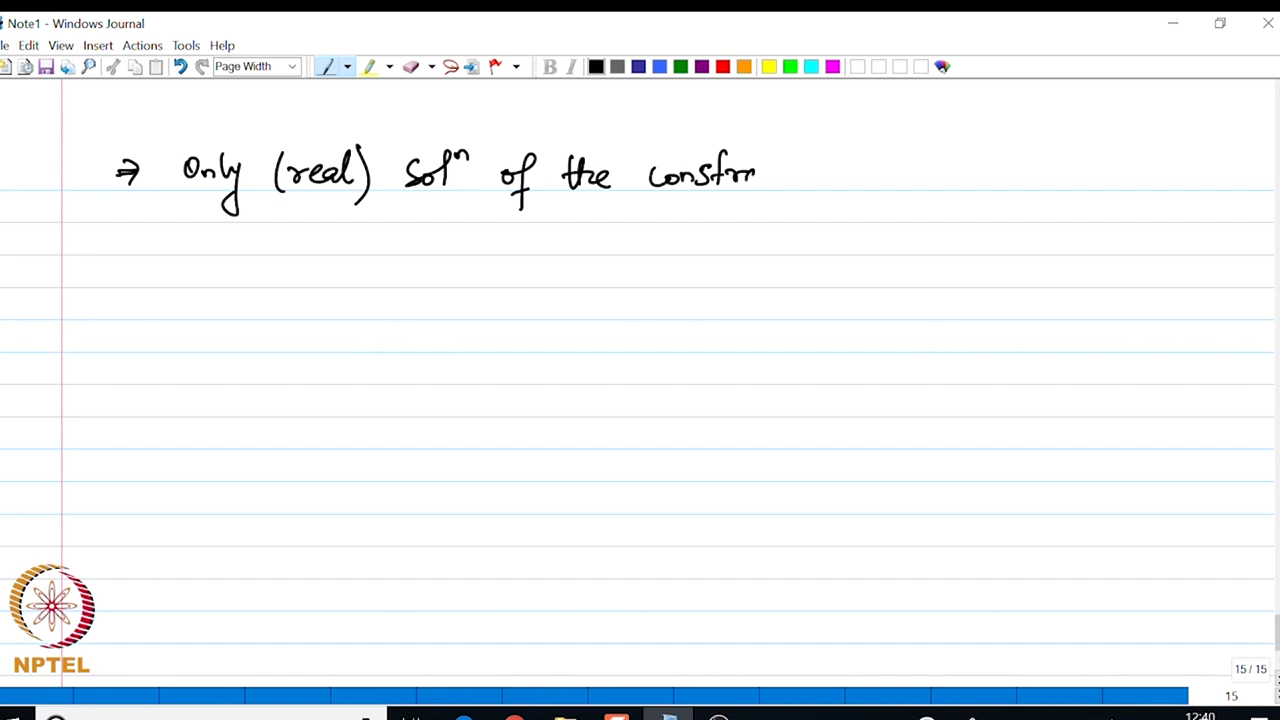 Note1 - Windows Journal
le Edit View Insert Actions Tools Help
Page Width
⇒ Only (real) solⁿ of the constrn
NPTEL
15 / 15
15
12:40